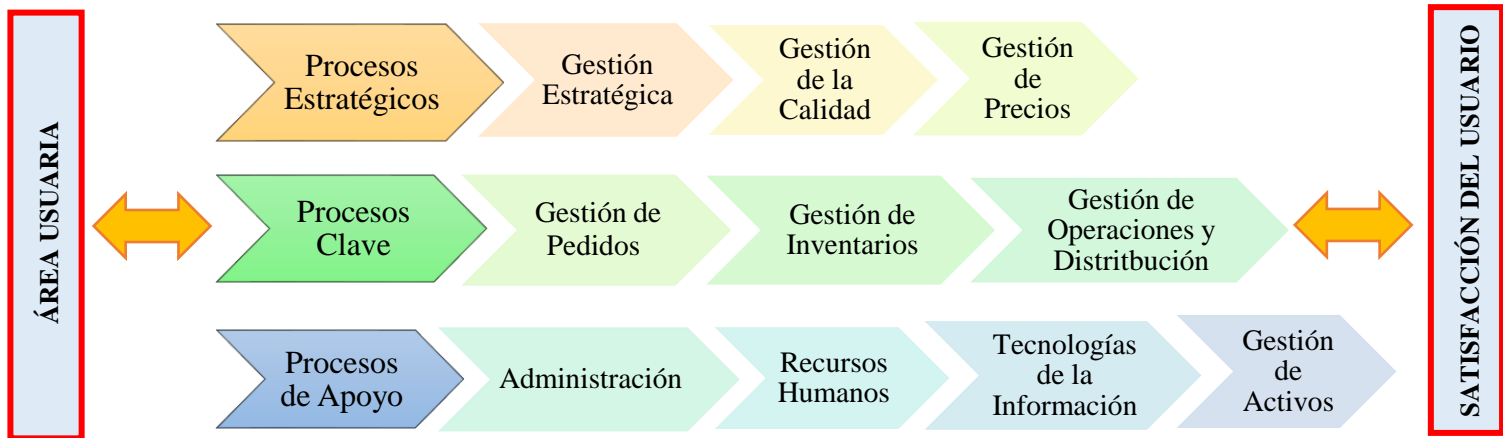 ÁREA USUARIA
Procesos
Estratégicos
Gestión
Estratégica
Gestión
de la
Calidad
Gestión
de
Precios
Procesos
Clave
Gestión de
Pedidos
Gestión de
Inventarios
Gestión de
Operaciones y
Distritbución
Procesos
de Apoyo
Administración
Recursos
Humanos
Tecnologías
de la
Información
Gestión
de
Activos
SATISFACCIÓN DEL USUARIO